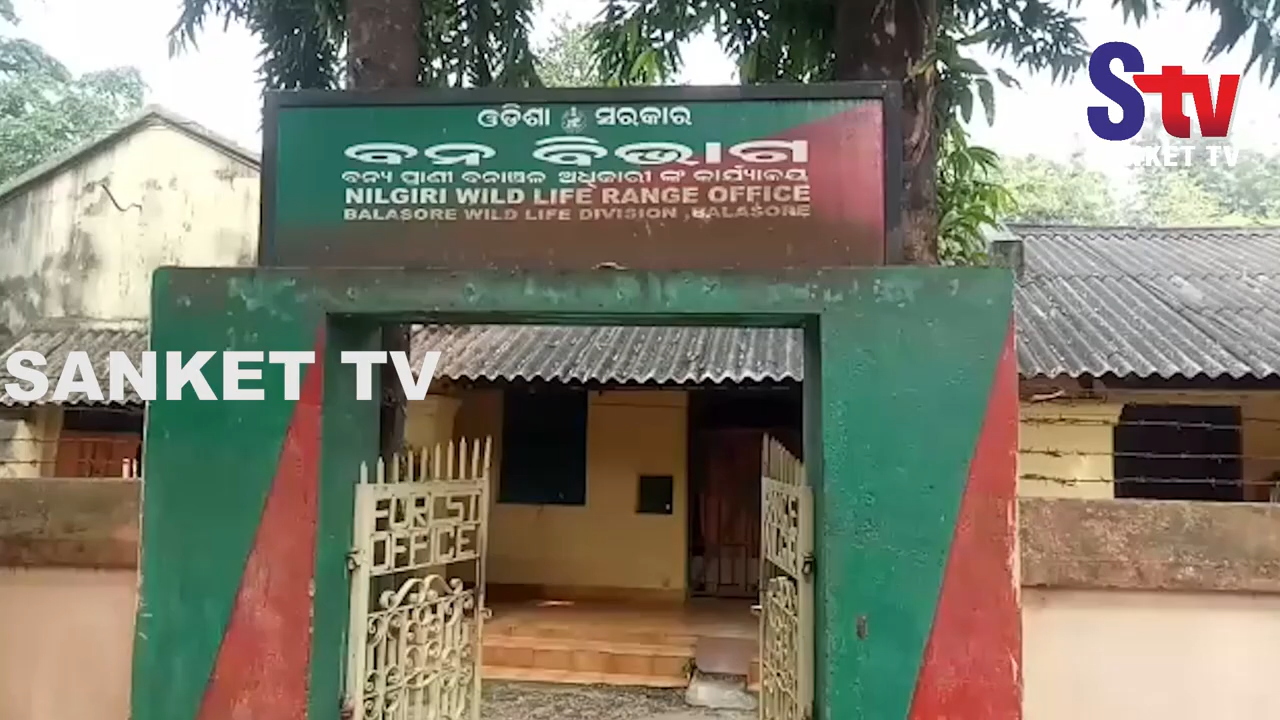 STV
SANKET TV
ଓଡିଶା ସରକାର
ବନ ବିଭାଗ
ବନ୍ୟ ପ୍ରାଣୀ ବନାଞ୍ଚଳ ଅଧିକାରୀ ଙ୍କ କାର୍ଯ୍ୟାଳୟ
NILGIRI WILD LIFE RANGE OFFICE
BALASORE WILD LIFE DIVISION ,BALASORE
SANKET TV
FOREST
OFFICE